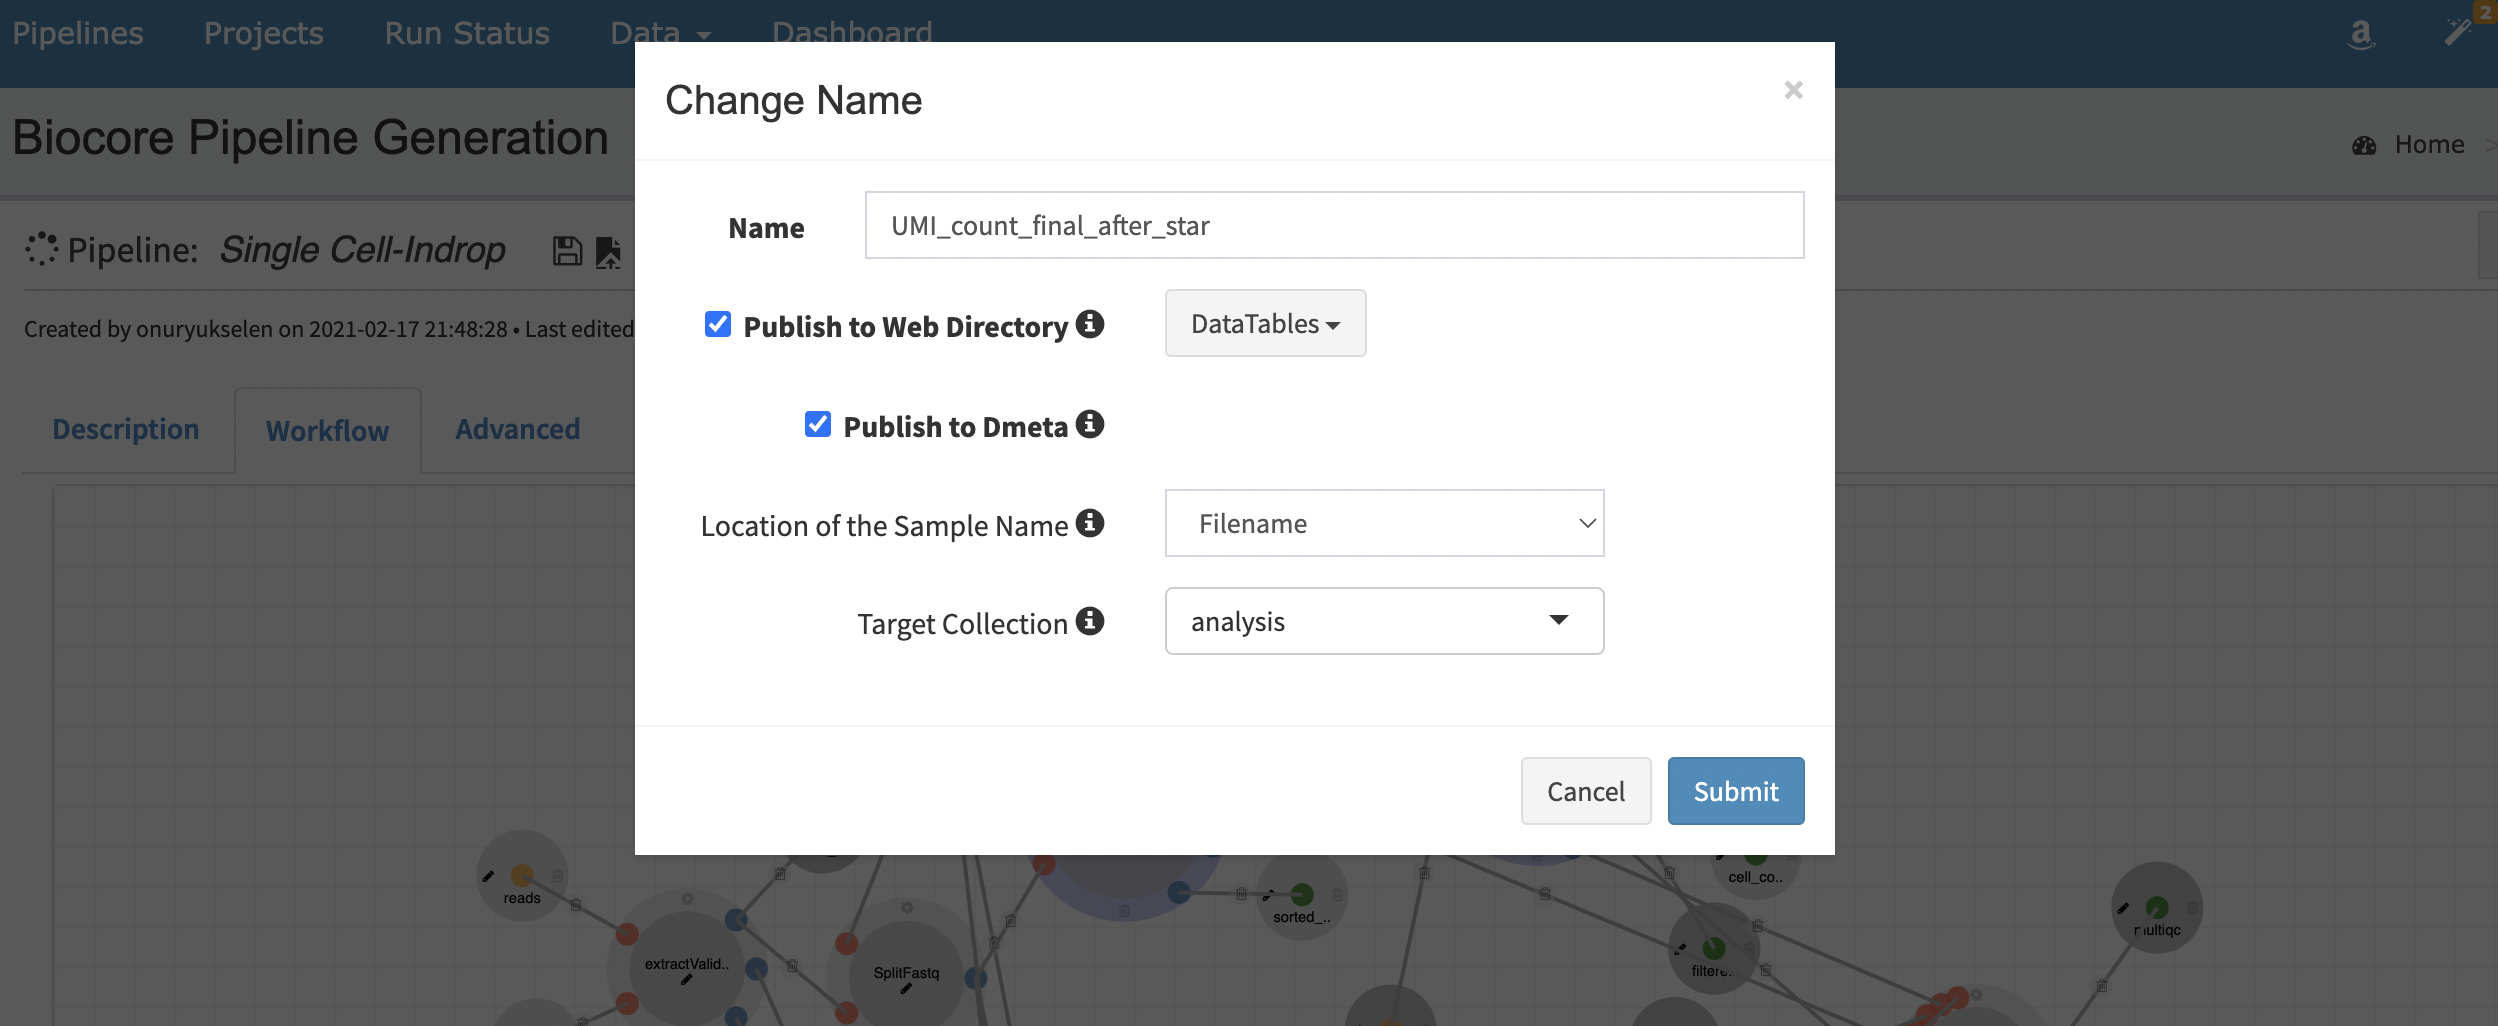 Pipelines Projects Run Status Data Dashboard 2
Change Name ×
Biocore Pipeline Generation
Home >
Name UMI_count_final_after_star
Pipeline: Single Cell-Indrop
Publish to Web Directory DataTables
Created by onuryukselen on 2021-02-17 21:48:28 • Last edited
Publish to Dmeta
Description Workflow Advanced
Location of the Sample Name Filename
Target Collection analysis
Cancel Submit
cell_co..
reads
sorted_..
multiqc
extractValid..
SplitFastq